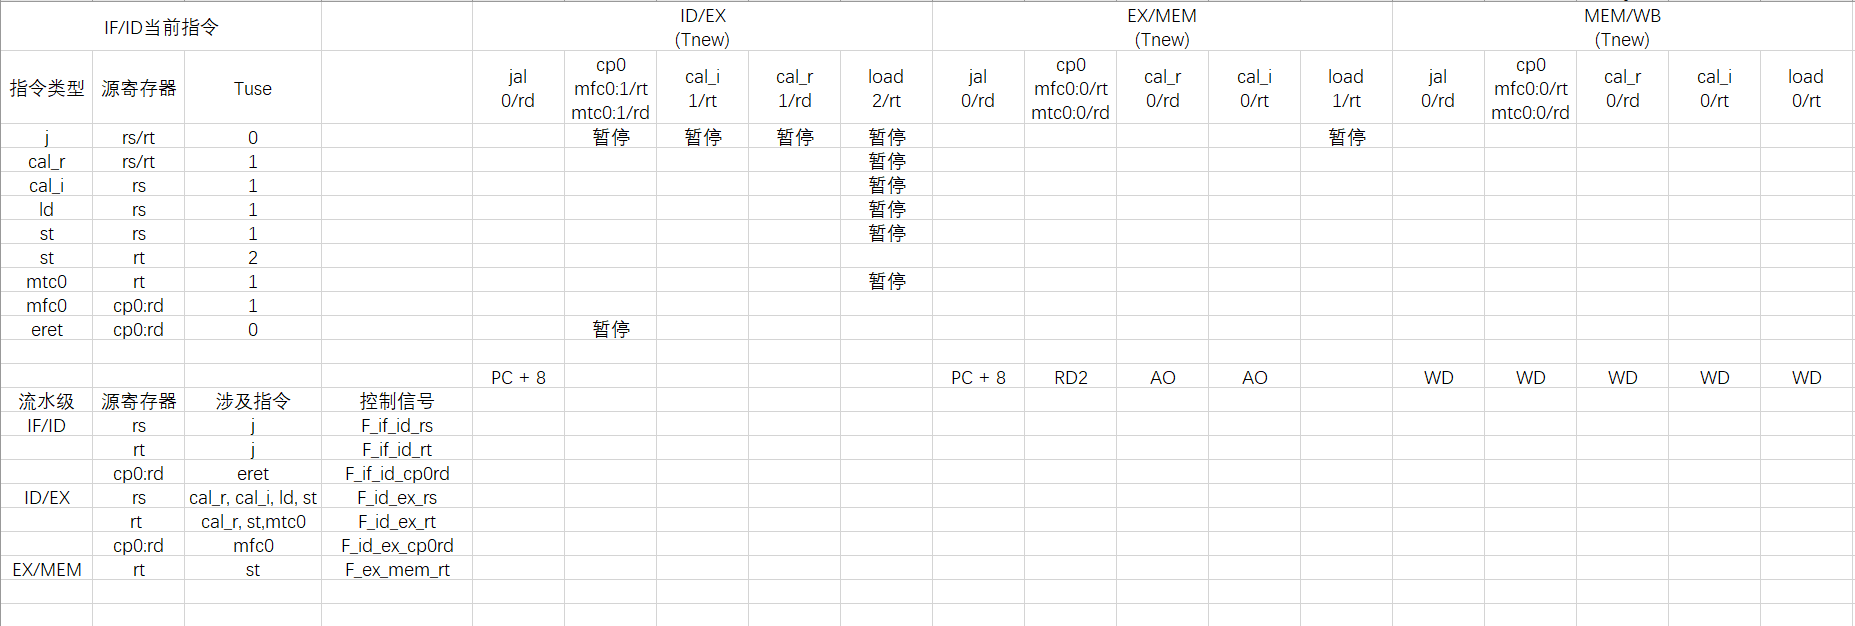 IF/ID当前指令
ID/EX
(Tnew)
EX/MEM
(Tnew)
MEM/WB
(Tnew)
指令类型 源寄存器 Tuse
jal
0/rd
cp0
mfc0:1/rt
mtc0:1/rd
cal_i
1/rt
cal_r
1/rd
load
2/rt
jal
0/rd
cp0
mfc0:0/rt
mtc0:0/rd
cal_r
0/rd
cal_i
0/rt
load
1/rt
jal
0/rd
cp0
mfc0:0/rt
mtc0:0/rd
cal_r
0/rd
cal_i
0/rt
load
0/rt
j rs/rt 0 暂停 暂停 暂停 暂停 暂停
cal_r rs/rt 1 暂停
cal_i rs 1 暂停
ld rs 1 暂停
st rs 1 暂停
st rt 2
mtc0 rt 1 暂停
mfc0 cp0:rd 1
eret cp0:rd 0 暂停
PC + 8 PC + 8 RD2 AO AO WD WD WD WD WD
流水级 源寄存器 涉及指令 控制信号
IF/ID rs j F_if_id_rs
rt j F_if_id_rt
cp0:rd eret F_if_id_cp0rd
ID/EX rs cal_r, cal_i, ld, st F_id_ex_rs
rt cal_r, st,mtc0 F_id_ex_rt
cp0:rd mfc0 F_id_ex_cp0rd
EX/MEM rt st F_ex_mem_rt